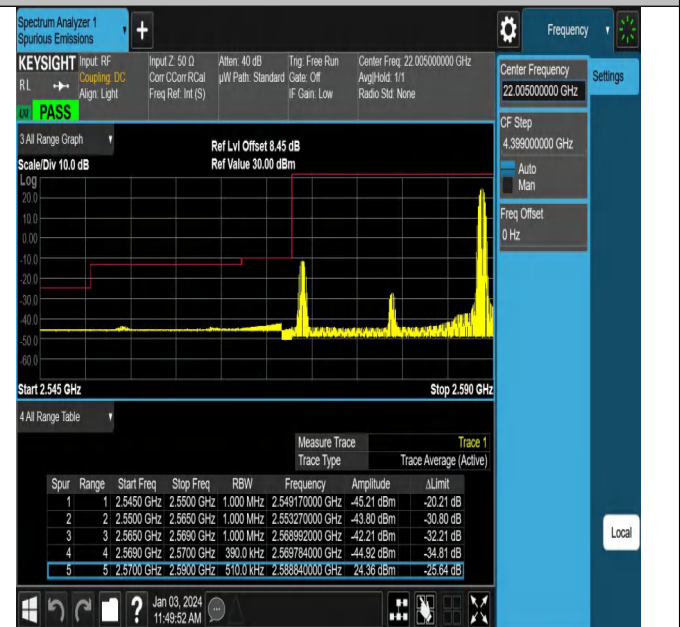 Spectrum Analyzer 1
Spurious Emissions
Frequency
KEYSIGHT Input: RF
RL
Coupling: DC
Align: Light
Input Z: 50 Ω
Corr CCorr RCal
Freq Ref: Int (S)
Atten: 40 dB
µW Path: Standard
Trig: Free Run
Gate: Off
IF Gain: Low
Center Freq: 22.005000000 GHz
Avg|Hold: 1/1
Radio Std: None
PASS
Center Frequency
22.005000000 GHz
Settings
CF Step
4.399000000 GHz
Auto
Man
Freq Offset
0 Hz
3 All Range Graph
Ref Lvl Offset 8.45 dB
Scale/Div 10.0 dB
Ref Value 30.00 dBm
Log
20.0
10.0
0.00
-10.0
-20.0
-30.0
-40.0
-50.0
-60.0
Start 2.545 GHz
Stop 2.590 GHz
4 All Range Table
Measure Trace Trace 1
Trace Type Trace Average (Active)
Spur Range Start Freq Stop Freq RBW Frequency Amplitude ΔLimit
1 1 2.5450 GHz 2.5500 GHz 1.000 MHz 2.549170000 GHz -45.21 dBm -20.21 dB
2 2 2.5500 GHz 2.5650 GHz 1.000 MHz 2.553270000 GHz -43.80 dBm -30.80 dB
3 3 2.5650 GHz 2.5690 GHz 1.000 MHz 2.568992000 GHz -42.21 dBm -32.21 dB
4 4 2.5690 GHz 2.5700 GHz 390.0 kHz 2.569784000 GHz -44.92 dBm -34.81 dB
5 5 2.5700 GHz 2.5900 GHz 510.0 kHz 2.588840000 GHz 24.36 dBm -25.64 dB
Local
Jan 03, 2024
11:49:52 AM